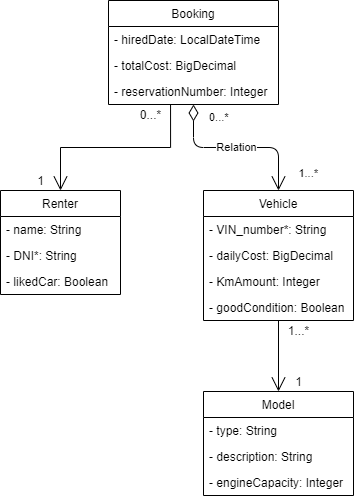 Booking
- hiredDate: LocalDateTime
- totalCost: BigDecimal
- reservationNumber: Integer
0...*
0...*
Relation
1
1...*
Renter
- name: String
- DNI*: String
- likedCar: Boolean
Vehicle
- VIN_number*: String
- dailyCost: BigDecimal
- KmAmount: Integer
- goodCondition: Boolean
1...*
1
Model
- type: String
- description: String
- engineCapacity: Integer